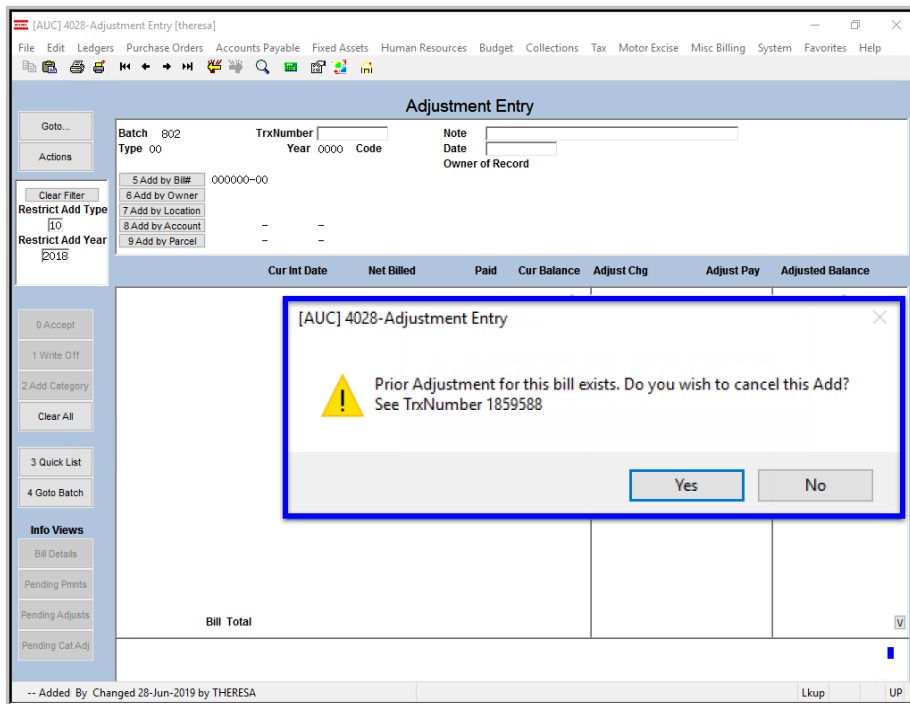 [AUC] 4028-Adjustment Entry [theresa]
File Edit Ledgers Purchase Orders Accounts Payable Fixed Assets Human Resources Budget Collections Tax Motor Excise Misc Billing System Favorites Help
Adjustment Entry
Goto...
Actions
Clear Filter
Restrict Add Type
10
Restrict Add Year
2018
Batch 802 TrxNumber Note
Type 00 Year 0000 Code Date
Owner of Record
5 Add by Bill# 000000-00
6 Add by Owner
7 Add by Location
8 Add by Account - -
9 Add by Parcel - -
Cur Int Date Net Billed Paid Cur Balance Adjust Chg Adjust Pay Adjusted Balance
0 Accept
1 Write Off
2 Add Category
Clear All
3 Quick List
4 Goto Batch
Info Views
Bill Details
Pending Pmnts
Pending Adjusts
Pending Cat Adj
[AUC] 4028-Adjustment Entry
Prior Adjustment for this bill exists. Do you wish to cancel this Add?
See TrxNumber 1859588
Yes No
Bill Total
V
-- Added By Changed 28-Jun-2019 by THERESA Lkup UP